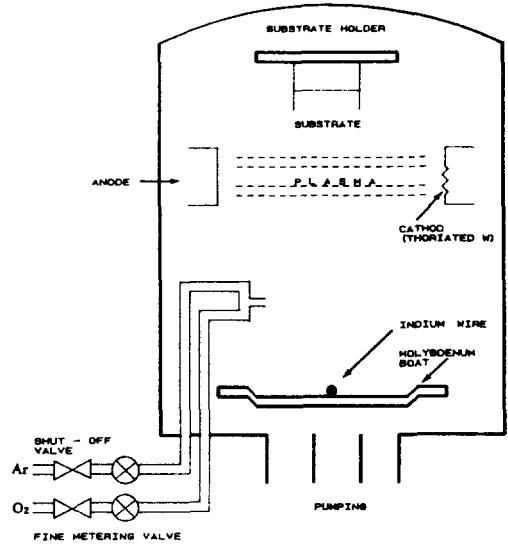 SUBSTRATE HOLDER
SUBSTRATE
ANODE
PLASMA
CATHOD
(THORIATED W)
INDIUM WIRE
MOLYBDENUM
BOAT
SHUT - OFF
VALVE
Ar
O₂
FINE METERING VALVE
PUMPING